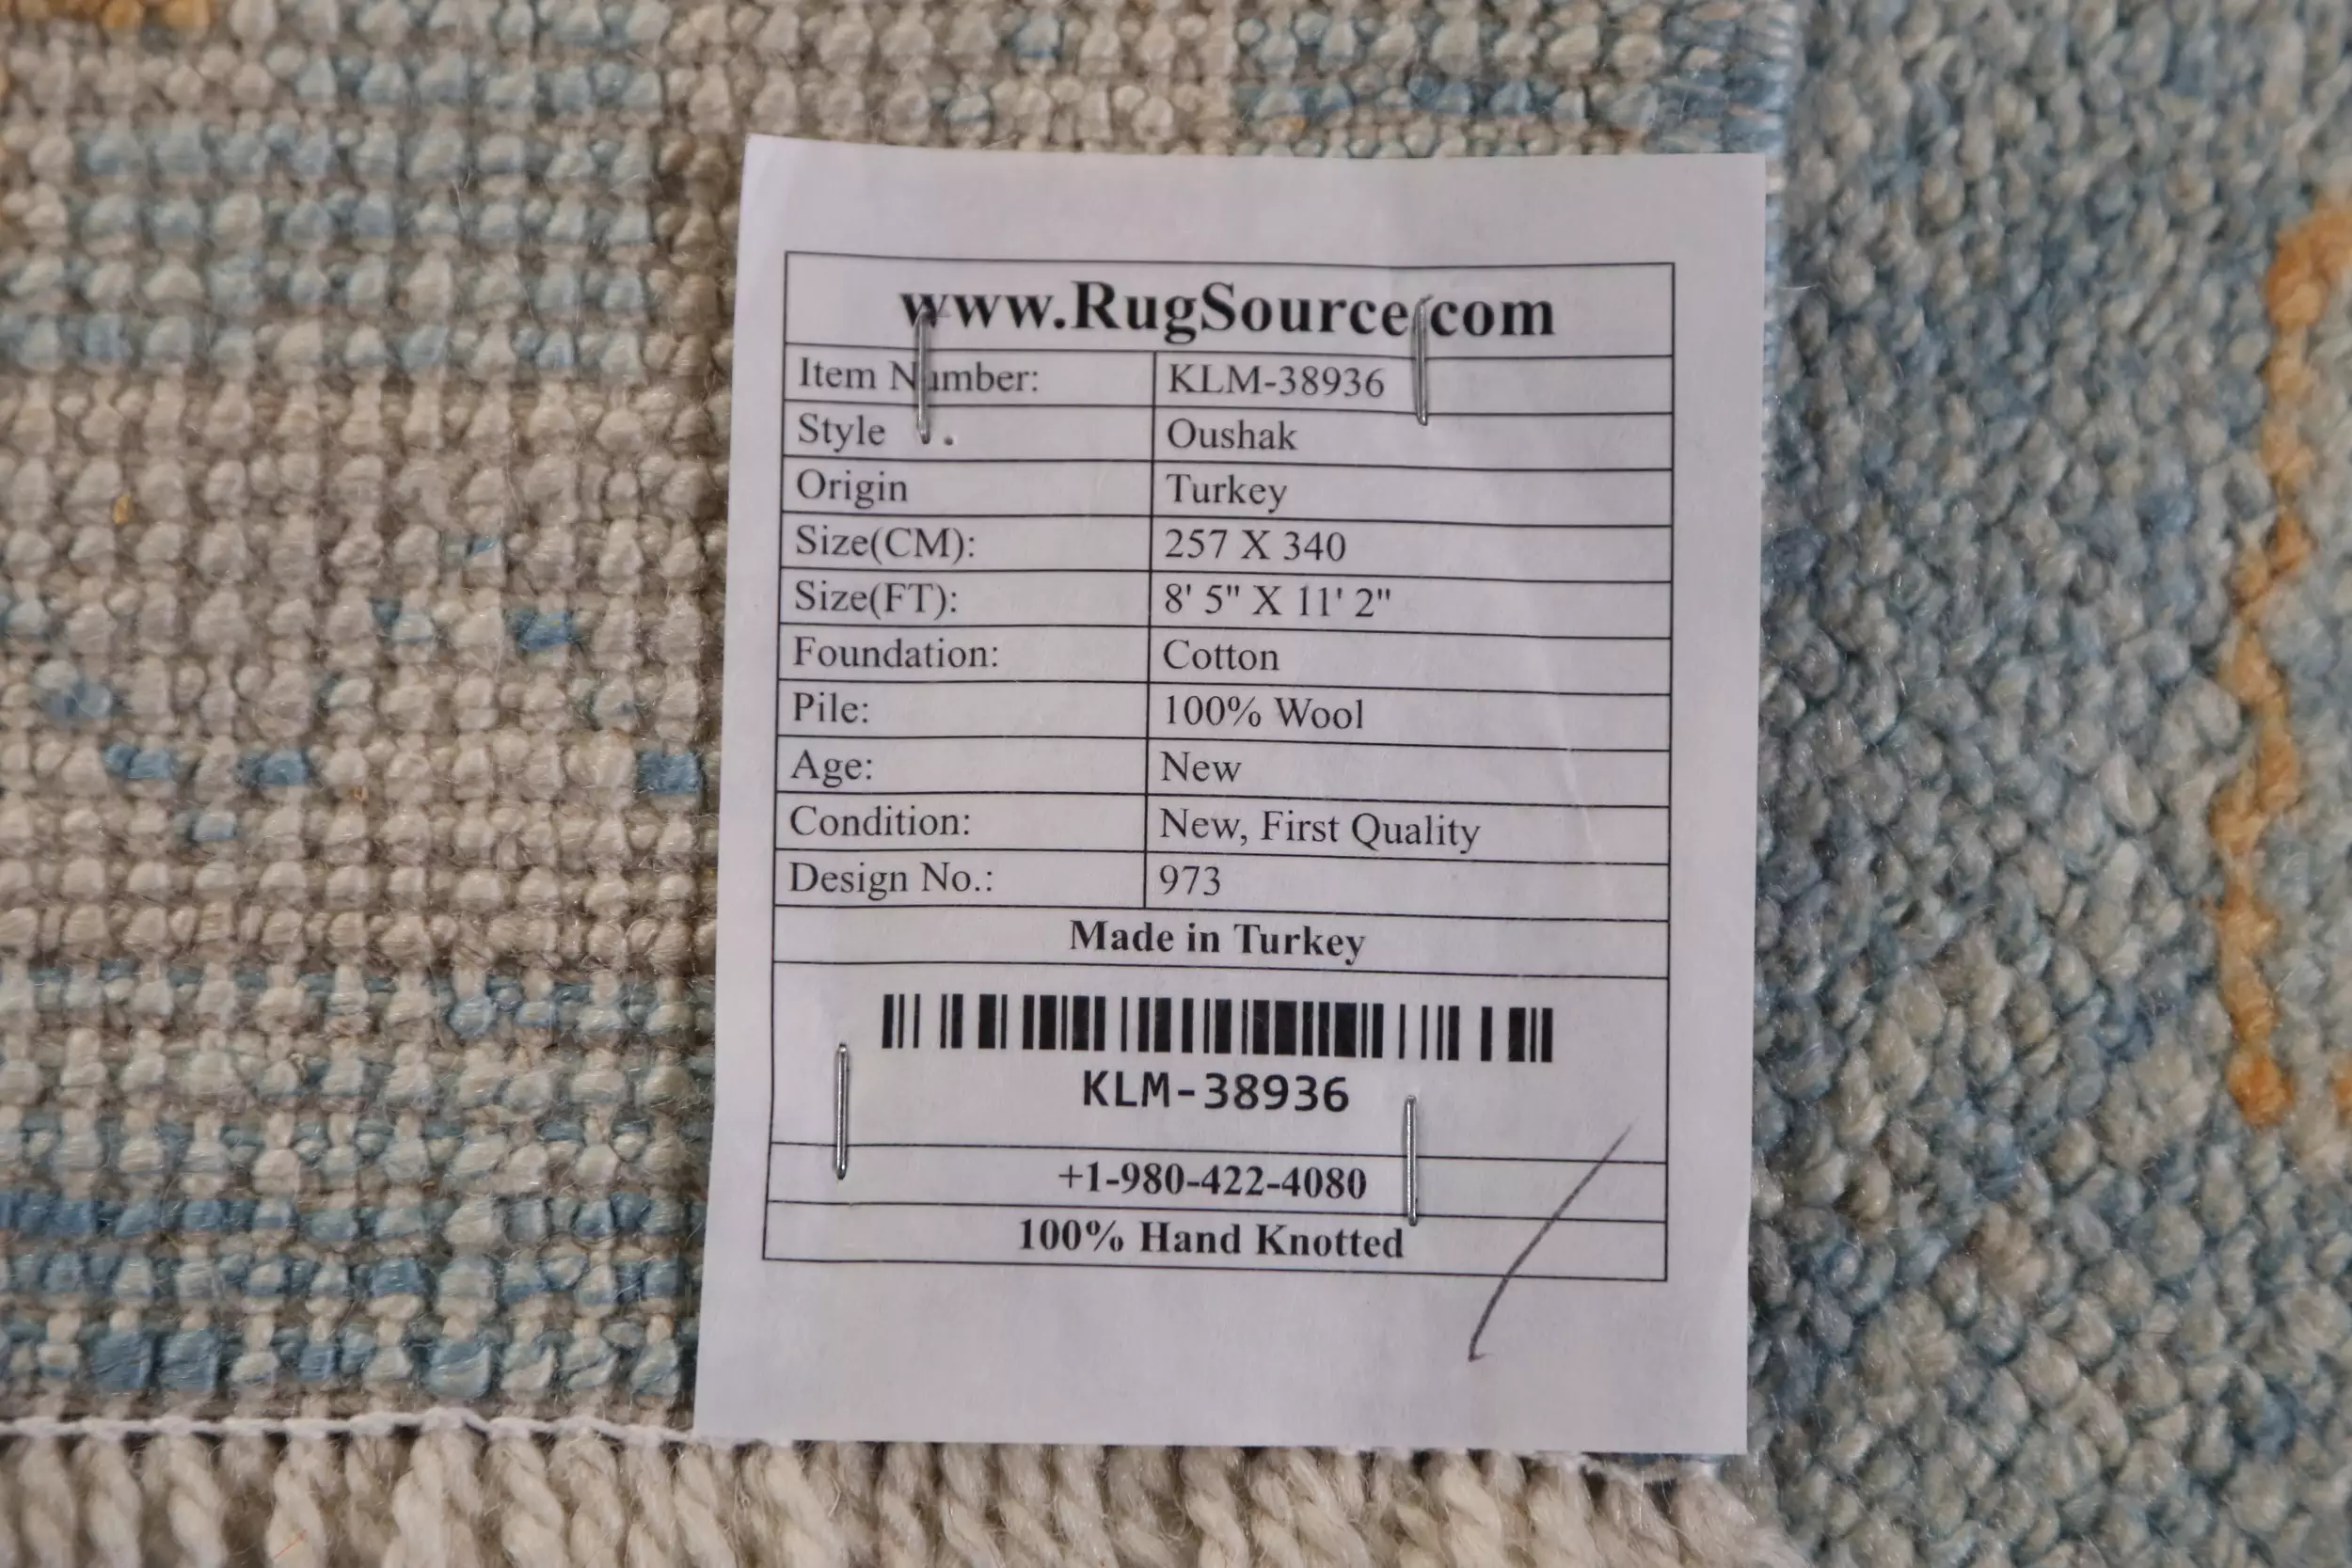 www.RugSource.com
Item Number: KLM-38936
Style . Oushak
Origin Turkey
Size(CM): 257 X 340
Size(FT): 8' 5" X 11' 2"
Foundation: Cotton
Pile: 100% Wool
Age: New
Condition: New, First Quality
Design No.: 973
Made in Turkey
KLM-38936
+1-980-422-4080
100% Hand Knotted